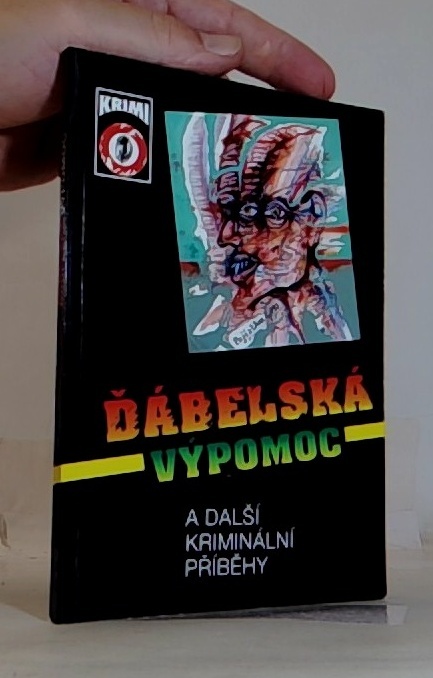 KRIMI
ĎÁBELSKÁ
VÝPOMOC
A DALŠÍ
KRIMINÁLNÍ
PŘÍBĚHY